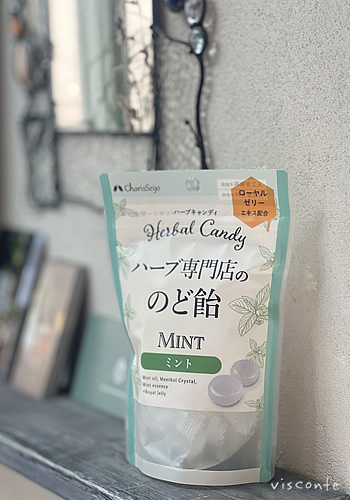 CharisSeijo
ローヤル
ゼリー
エキス配合
ハーブキャンディ
Herbal Candy
ハーブ専門店の
のど飴
MINT
ミント
Mint oil, Menthol Crystal,
Mint essence
+Royal jelly
visconte